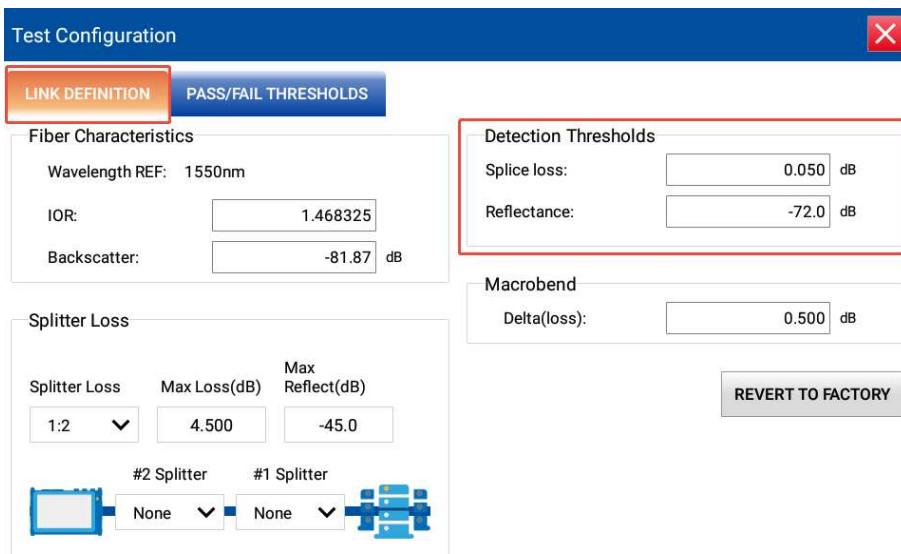 Test Configuration
LINK DEFINITION
PASS/FAIL THRESHOLDS
Fiber Characteristics
Wavelength REF: 1550nm
IOR: 1.468325
Backscatter: -81.87 dB
Splitter Loss
Splitter Loss
Max Loss(dB)
Max
Reflect(dB)
1:2
4.500
-45.0
#2 Splitter
#1 Splitter
None
None
Detection Thresholds
Splice loss: 0.050 dB
Reflectance: -72.0 dB
Macrobend
Delta(loss): 0.500 dB
REVERT TO FACTORY